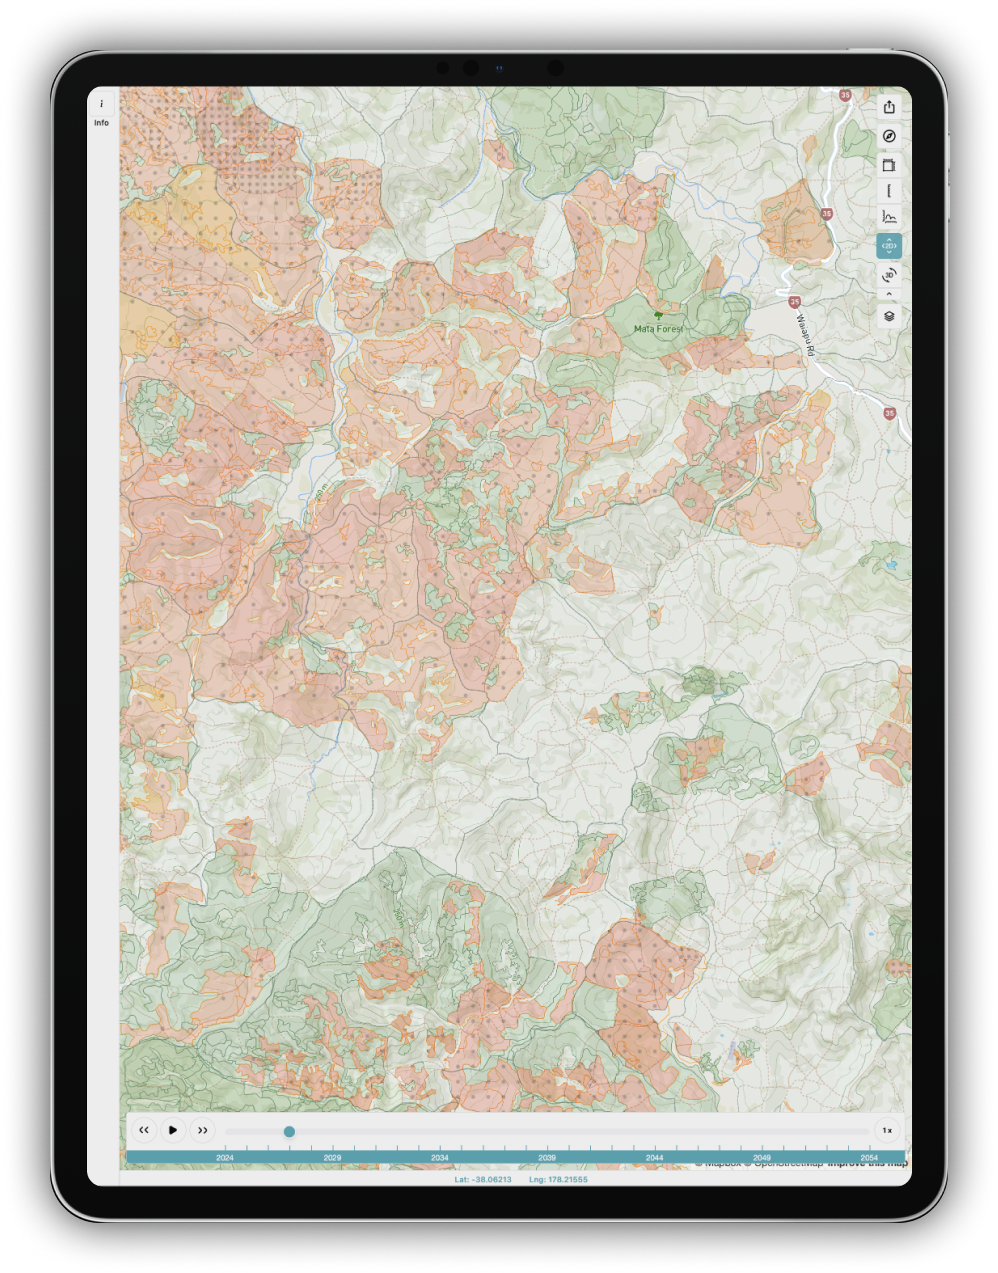 i
Info
35
35
2D
3D
35
Mata Forest
Waiapu Rd
35
1x
2024 2029 2034 2039 2044 2049 2054
© Mapbox © OpenStreetMap Improve this map
Lat: -38.06213 Lng: 178.21555